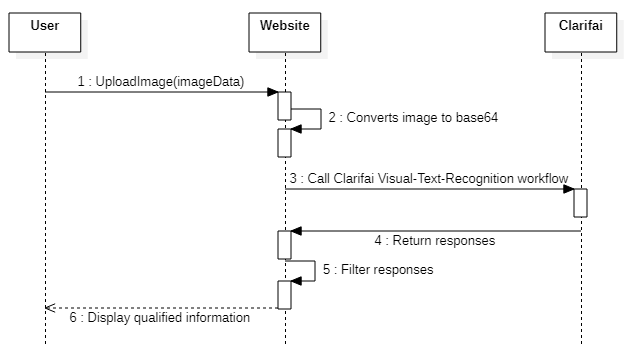 User
Website
Clarifai
1 : UploadImage(imageData)
2 : Converts image to base64
3 : Call Clarifai Visual-Text-Recognition workflow
4 : Return responses
5 : Filter responses
6 : Display qualified information